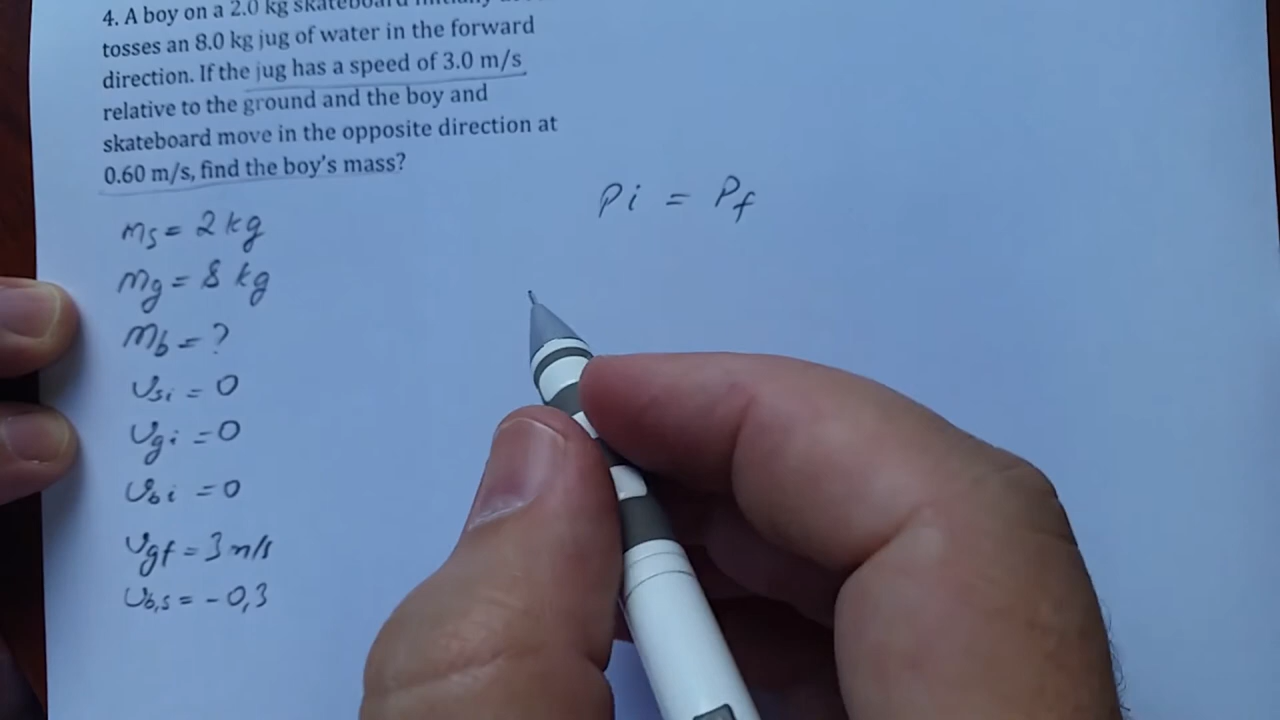 4. A boy on a 2.0 kg skateboard initially
tosses an 8.0 kg jug of water in the forward
direction. If the jug has a speed of 3.0 m/s
relative to the ground and the boy and
skateboard move in the opposite direction at
0.60 m/s, find the boy's mass?
Pi = Pf
ms = 2 kg
mg = 8 kg
mb = ?
vsi = 0
vgi = 0
vbi = 0
vgf = 3 m/s
vb,s = - 0,3